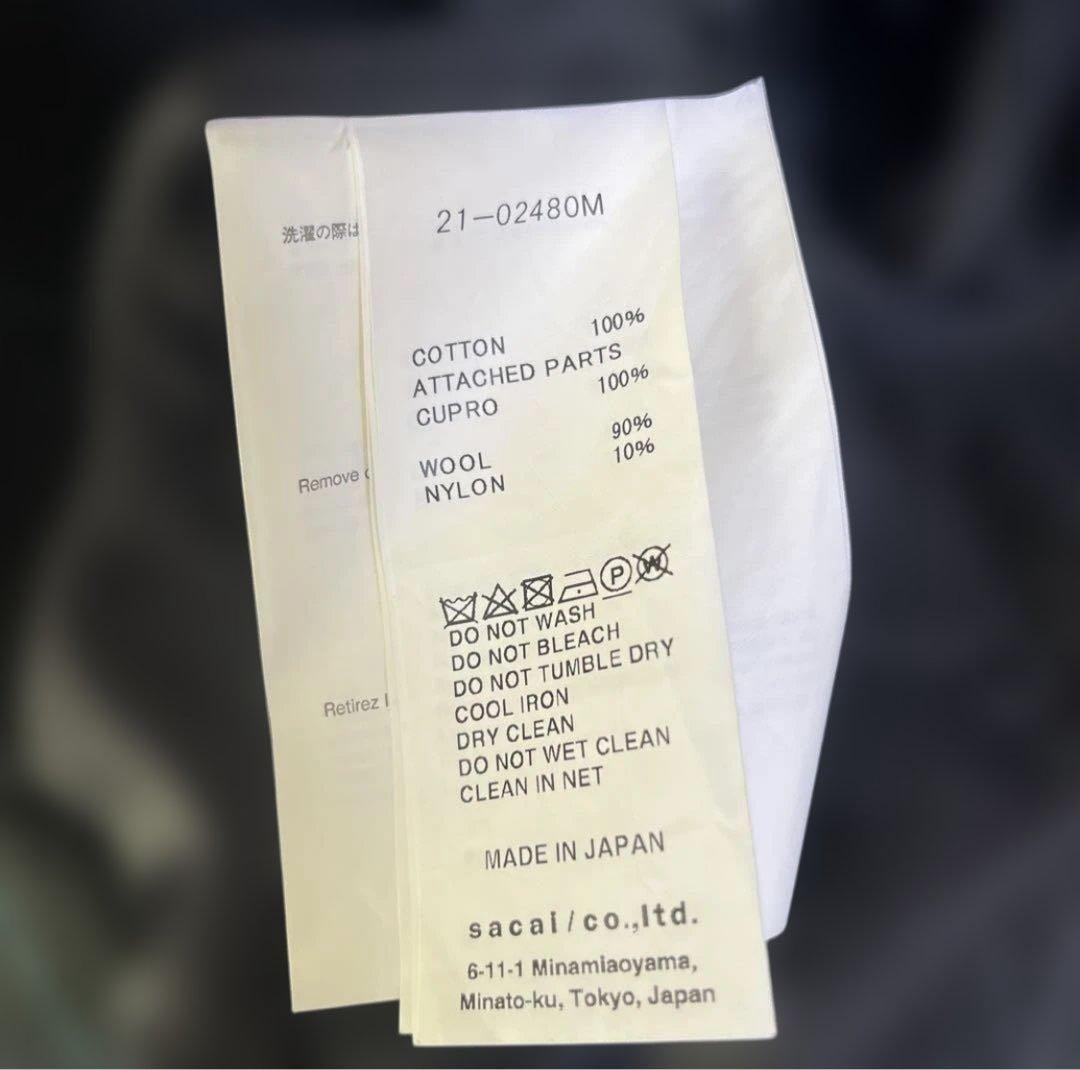 洗濯の際は
Remove
Retirez
21-02480M
COTTON 100%
ATTACHED PARTS
CUPRO 100%
WOOL 90%
NYLON 10%
P W
DO NOT WASH
DO NOT BLEACH
DO NOT TUMBLE DRY
COOL IRON
DRY CLEAN
DO NOT WET CLEAN
CLEAN IN NET
MADE IN JAPAN
sacai/co.,ltd.
6-11-1 Minamiaoyama,
Minato-ku, Tokyo, Japan